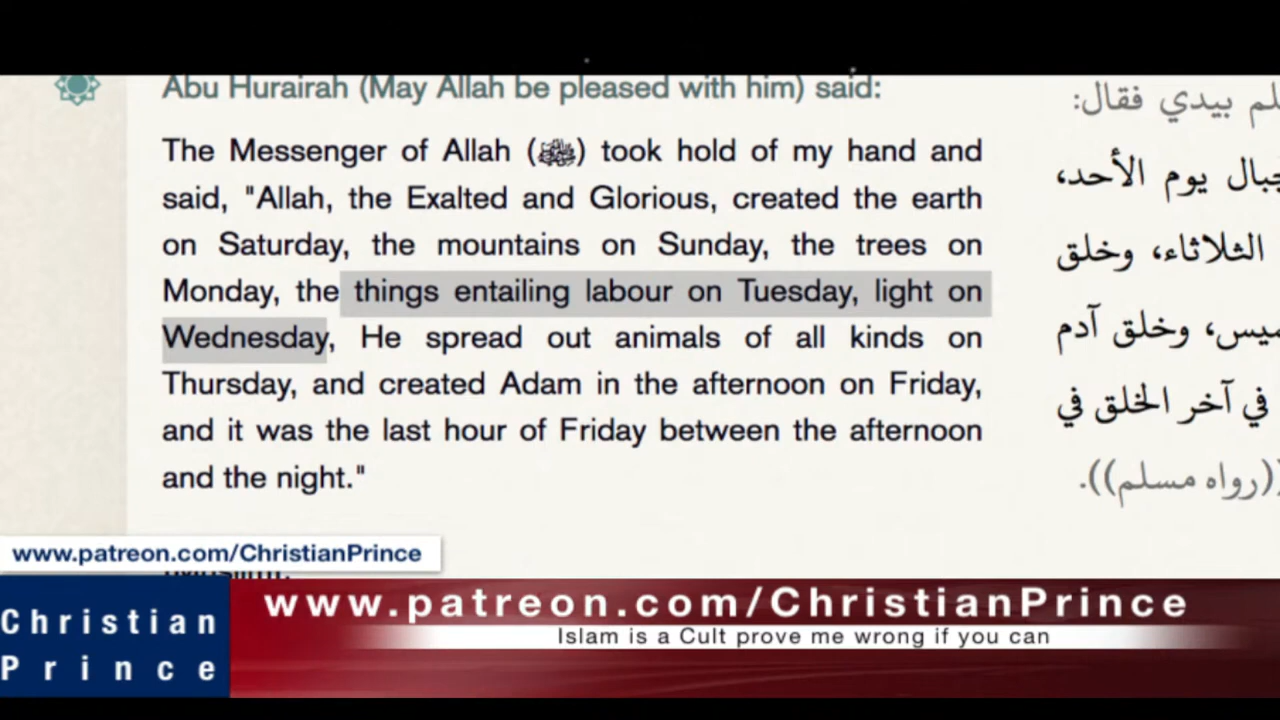 Abu Hurairah (May Allah be pleased with him) said:
The Messenger of Allah (ﷺ) took hold of my hand and
said, "Allah, the Exalted and Glorious, created the earth
on Saturday, the mountains on Sunday, the trees on
Monday, the things entailing labour on Tuesday, light on
Wednesday, He spread out animals of all kinds on
Thursday, and created Adam in the afternoon on Friday,
and it was the last hour of Friday between the afternoon
and the night."
بيدي فقال:
يوم الأحد،
الثلاثاء، وخلق
وخلق آدم
في آخر الخلق في
((رواه مسلم)).
www.patreon.com/ChristianPrince
Christian
Prince
www.patreon.com/ChristianPrince
Islam is a Cult prove me wrong if you can